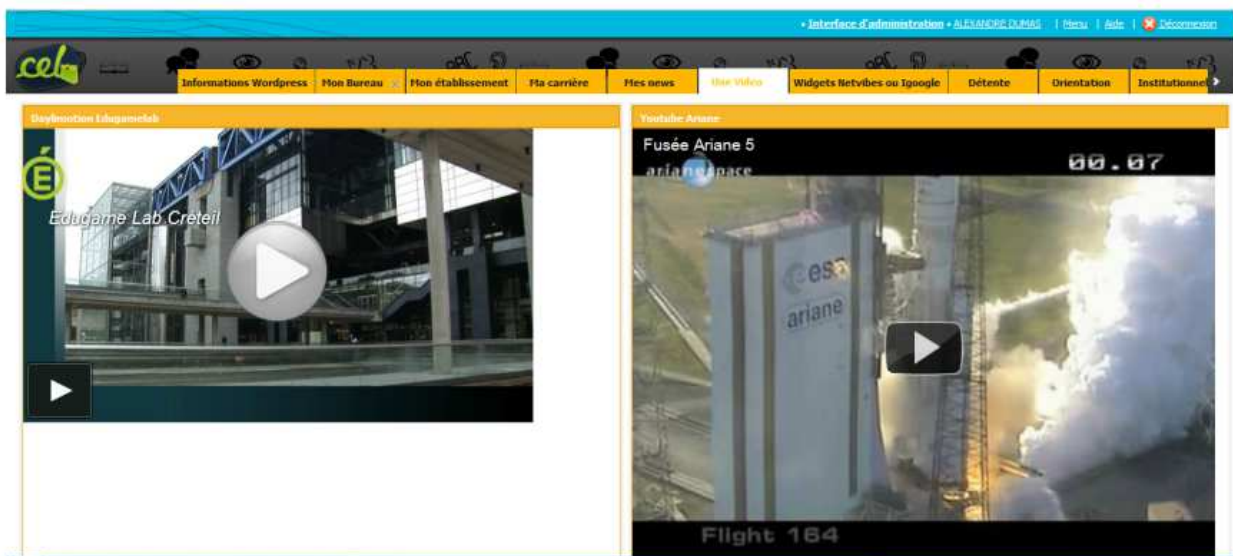 • Interface d'administration • ALEXANDRE DUMAS | Menu | Aide | Déconnexion
cel
Informations Wordpress Mon Bureau x Mon établissement Ma carrière Mes news Une Video Widgets Netvibes ou Igoogle Détente Orientation Institutionnel >
Daylimotion Edugamelab
É
Edugame Lab Créteil
Youtube Ariane
Fusée Ariane 5
arianespace
00.07
esa
ariane
Flight 164